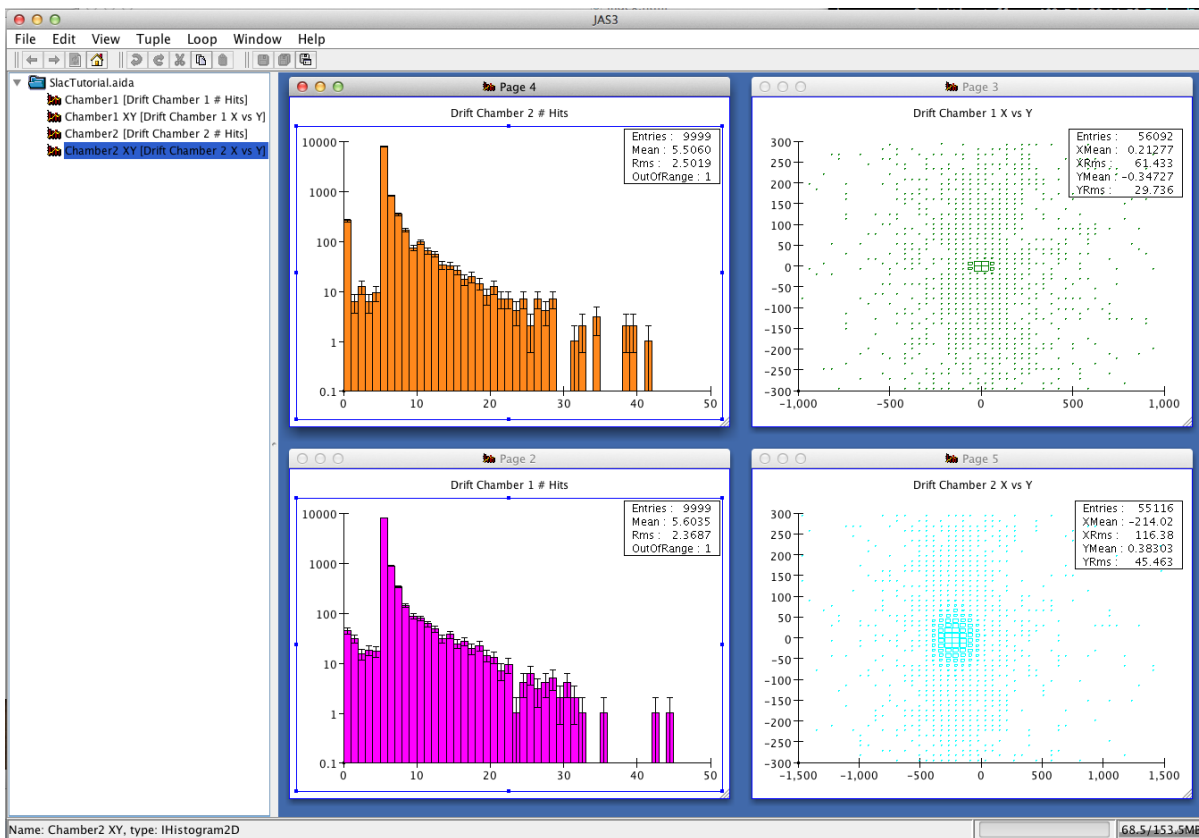 JAS3
File Edit View Tuple Loop Window Help
SlacTutorial.aida
Chamber1 [Drift Chamber 1 # Hits]
Chamber1 XY [Drift Chamber 1 X vs Y]
Chamber2 [Drift Chamber 2 # Hits]
Chamber2 XY [Drift Chamber 2 X vs Y]
Page 4
Drift Chamber 2 # Hits
Entries : 9999
Mean : 5.5060
Rms : 2.5019
OutOfRange : 1
10000
1000
100
10
1
0.1
0 10 20 30 40 50
Page 3
Drift Chamber 1 X vs Y
Entries : 56092
XMean : 0.21277
XRms : 61.433
YMean : -0.34727
YRms : 29.736
300
250
200
150
100
50
0
-50
-100
-150
-200
-250
-300
-1,000 -500 0 500 1,000
Page 2
Drift Chamber 1 # Hits
Entries : 9999
Mean : 5.6035
Rms : 2.3687
OutOfRange : 1
10000
1000
100
10
1
0.1
0 10 20 30 40 50
Page 5
Drift Chamber 2 X vs Y
Entries : 55116
XMean : -214.02
XRms : 116.38
YMean : 0.38303
YRms : 45.463
300
250
200
150
100
50
0
-50
-100
-150
-200
-250
-300
-1,500 -1,000 -500 0 500 1,000 1,500
Name: Chamber2 XY, type: IHistogram2D
68.5/153.5MB